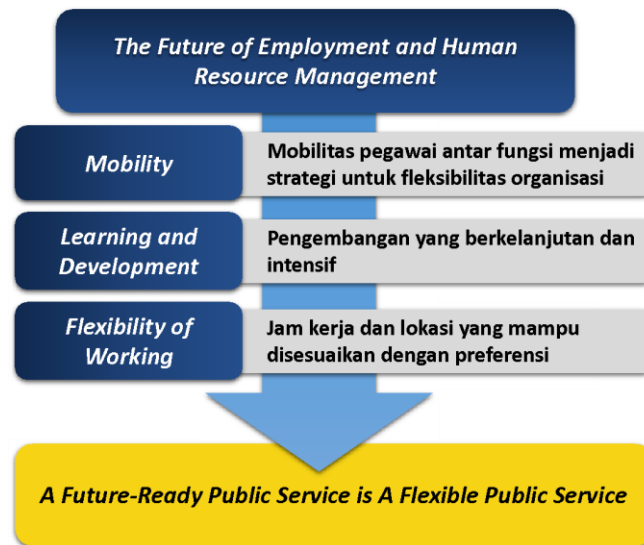 The Future of Employment and Human
Resource Management
Mobility
Mobilitas pegawai antar fungsi menjadi
strategi untuk fleksibilitas organisasi
Learning and
Development
Pengembangan yang berkelanjutan dan
intensif
Flexibility of
Working
Jam kerja dan lokasi yang mampu
disesuaikan dengan preferensi
A Future-Ready Public Service is A Flexible Public Service